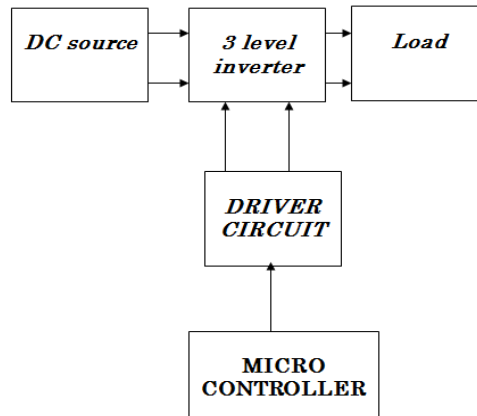 DC source
3 level
inverter
Load
DRIVER
CIRCUIT
MICRO
CONTROLLER